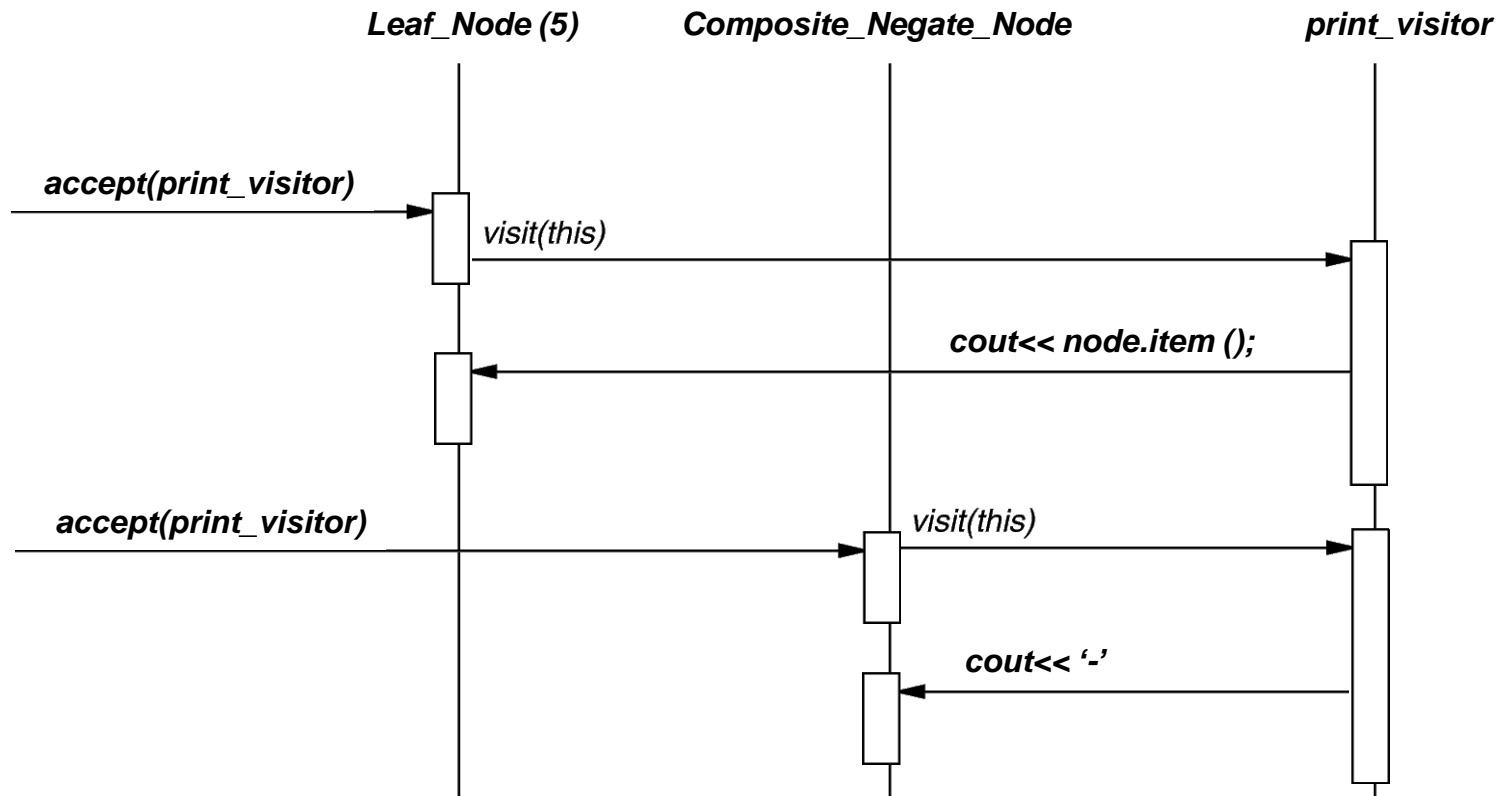 Leaf_Node (5)
Composite_Negate_Node
print_visitor
accept(print_visitor)
visit(this)
cout<< node.item ();
accept(print_visitor)
visit(this)
cout<< ‘-’